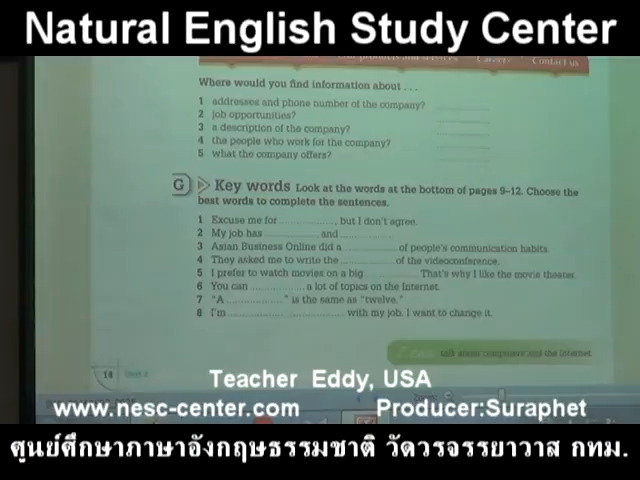 Natural English Study Center
Our products and services Careers Contact us
Where would you find information about . . .
1 addresses and phone number of the company?
2 job opportunities?
3 a description of the company?
4 the people who work for the company?
5 what the company offers?
G Key words Look at the words at the bottom of pages 9–12. Choose the
best words to complete the sentences.
1 Excuse me for ................, but I don't agree.
2 My job has ................ and ................
3 Asian Business Online did a ................ of people's communication habits.
4 They asked me to write the ................ of the videoconference.
5 I prefer to watch movies on a big ................ That's why I like the movie theater.
6 You can ................ a lot of topics on the Internet.
7 "A ................" is the same as "twelve."
8 I'm ................................ with my job. I want to change it.
talk about computers and the Internet
14
Teacher Eddy, USA
www.nesc-center.com Producer:Suraphet
ศูนย์ศึกษาภาษาอังกฤษธรรมชาติ วัดวรจรรยาวาส กทม.